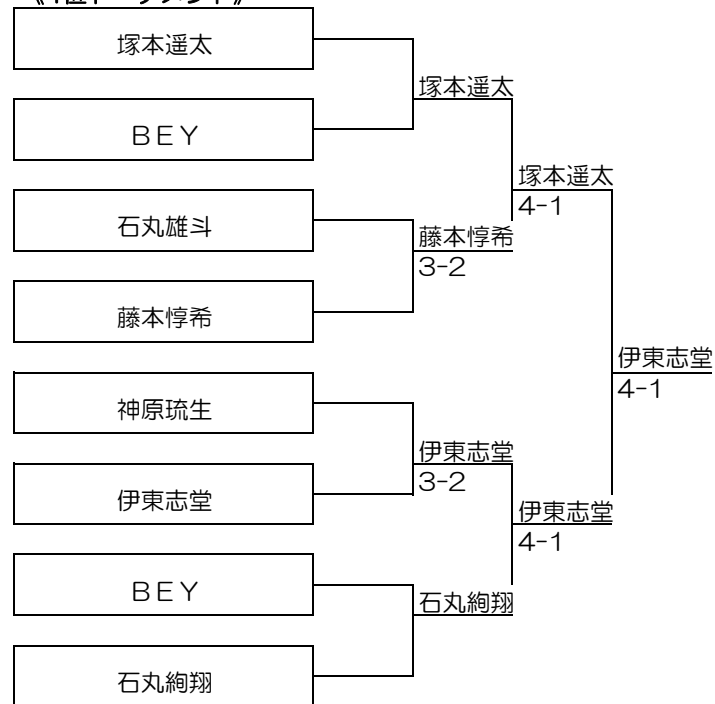 塚本遥太
塚本遥太
BEY
塚本遥太
4-1
石丸雄斗
藤本惇希
3-2
藤本惇希
伊東志堂
4-1
神原琉生
伊東志堂
3-2
伊東志堂
伊東志堂
4-1
BEY
石丸絢翔
石丸絢翔